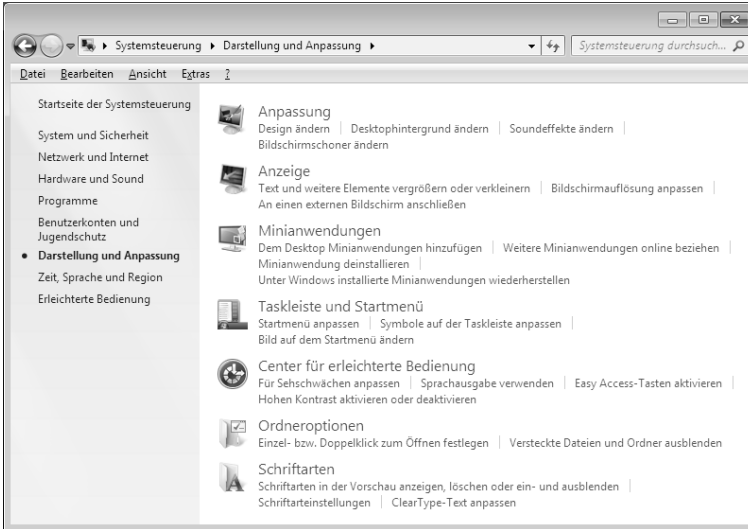 Systemsteuerung ▸ Darstellung und Anpassung ▸ Systemsteuerung durchsuch...
Datei Bearbeiten Ansicht Extras ?
Startseite der Systemsteuerung
System und Sicherheit
Netzwerk und Internet
Hardware und Sound
Programme
Benutzerkonten und
Jugendschutz
• Darstellung und Anpassung
Zeit, Sprache und Region
Erleichterte Bedienung
Anpassung
Design ändern | Desktophintergrund ändern | Soundeffekte ändern |
Bildschirmschoner ändern
Anzeige
Text und weitere Elemente vergrößern oder verkleinern | Bildschirmauflösung anpassen |
An einen externen Bildschirm anschließen
Minianwendungen
Dem Desktop Minianwendungen hinzufügen | Weitere Minianwendungen online beziehen |
Minianwendung deinstallieren |
Unter Windows installierte Minianwendungen wiederherstellen
Taskleiste und Startmenü
Startmenü anpassen | Symbole auf der Taskleiste anpassen |
Bild auf dem Startmenü ändern
Center für erleichterte Bedienung
Für Sehschwächen anpassen | Sprachausgabe verwenden | Easy Access-Tasten aktivieren |
Hohen Kontrast aktivieren oder deaktivieren
Ordneroptionen
Einzel- bzw. Doppelklick zum Öffnen festlegen | Versteckte Dateien und Ordner ausblenden
Schriftarten
Schriftarten in der Vorschau anzeigen, löschen oder ein- und ausblenden |
Schriftarteinstellungen | ClearType-Text anpassen